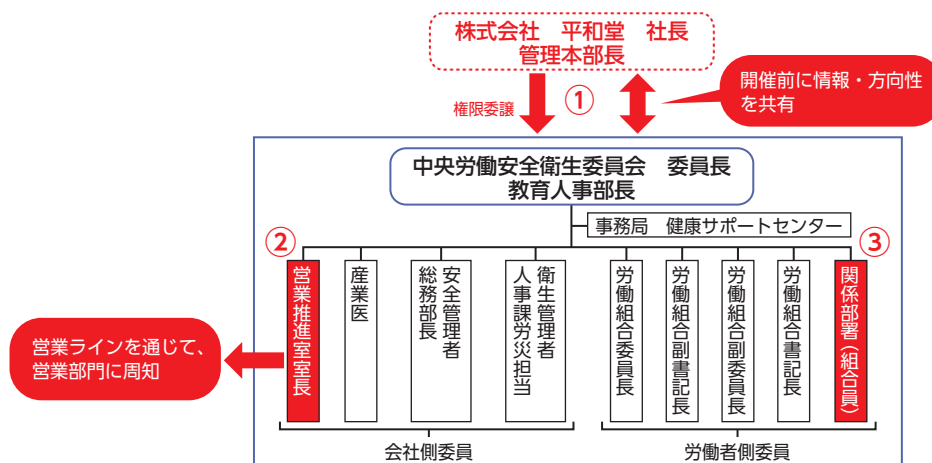 株式会社　平和堂　社長
管理本部長
開催前に情報・方向性
を共有
権限委譲
①
中央労働安全衛生委員会　委員長
教育人事部長
事務局　健康サポートセンター
②
③
営業推進室室長
産業医
安全管理者
総務部長
衛生管理者
人事課労災担当
労働組合委員長
労働組合副書記長
労働組合副委員長
労働組合書記長
関係部署（組合員）
営業ラインを通じて、
営業部門に周知
会社側委員
労働者側委員